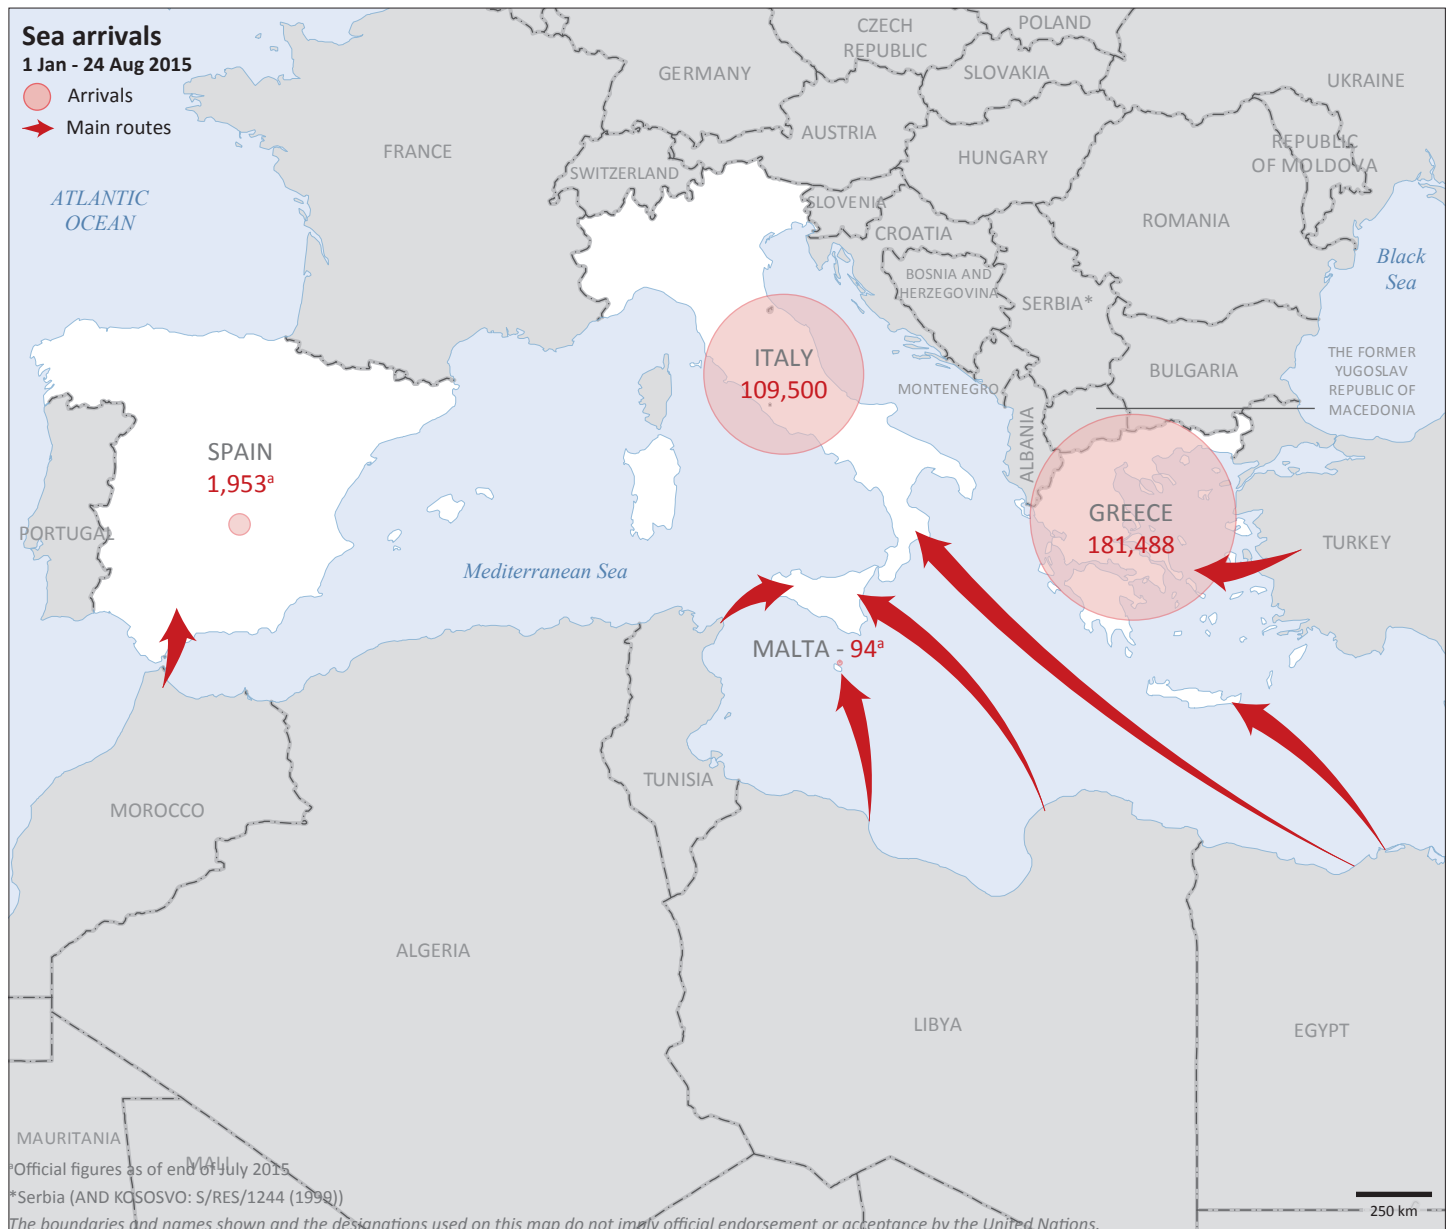 Sea arrivals
1 Jan - 24 Aug 2015
Arrivals
Main routes
CZECH
REPUBLIC
POLAND
GERMANY
SLOVAKIA
UKRAINE
AUSTRIA
FRANCE
HUNGARY
REPUBLIC
OF MOLDOVA
SWITZERLAND
ATLANTIC
OCEAN
SLOVENIA
CROATIA
ROMANIA
Black
Sea
BOSNIA AND
HERZEGOVINA
SERBIA*
ITALY
109,500
MONTENEGRO
BULGARIA
THE FORMER
YUGOSLAV
REPUBLIC OF
MACEDONIA
ALBANIA
SPAIN
1,953ᵃ
PORTUGAL
GREECE
181,488
TURKEY
Mediterranean Sea
MALTA - 94ᵃ
TUNISIA
MOROCCO
ALGERIA
LIBYA
EGYPT
MAURITANIA
MALI
ᵃOfficial figures as of end of July 2015
*Serbia (AND KOSOSVO: S/RES/1244 (1999))
250 km
The boundaries and names shown and the designations used on this map do not imply official endorsement or acceptance by the United Nations.